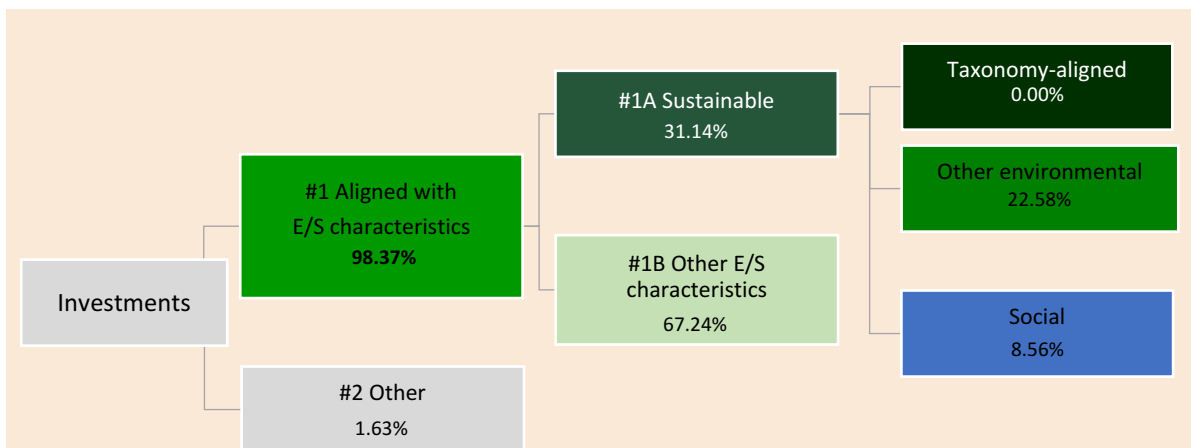 Investments
#1 Aligned with
E/S characteristics
98.37%
#2 Other
1.63%
#1A Sustainable
31.14%
#1B Other E/S
characteristics
67.24%
Taxonomy-aligned
0.00%
Other environmental
22.58%
Social
8.56%